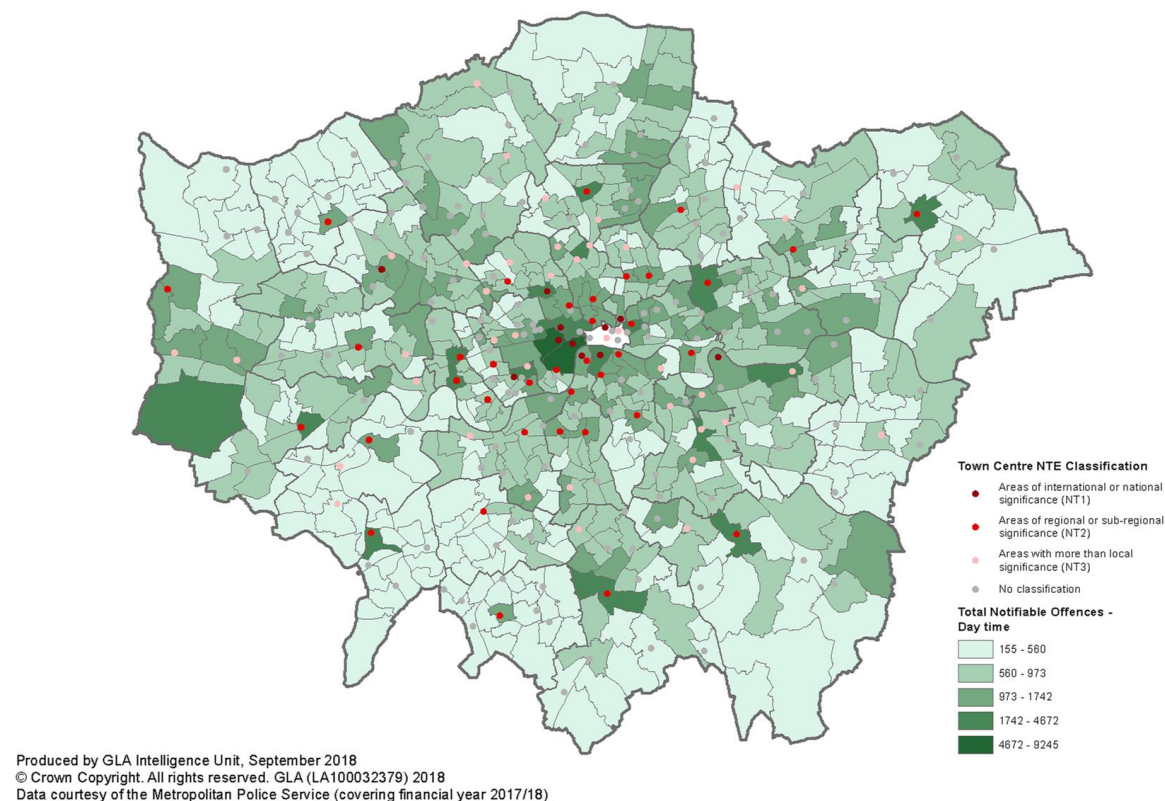 Town Centre NTE Classification
Areas of international or national
significance (NT1)
Areas of regional or sub-regional
significance (NT2)
Areas with more than local
significance (NT3)
No classification
Total Notifiable Offences -
Day time
155 - 560
560 - 973
973 - 1742
1742 - 4672
4672 - 9245
Produced by GLA Intelligence Unit, September 2018
© Crown Copyright. All rights reserved. GLA (LA100032379) 2018
Data courtesy of the Metropolitan Police Service (covering financial year 2017/18)